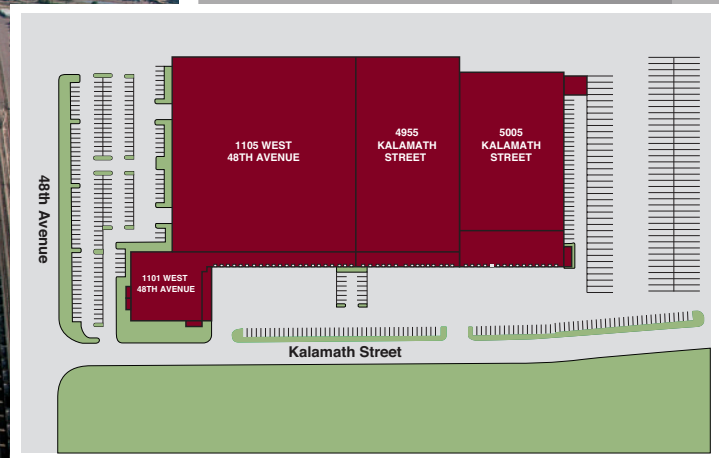 1105 WEST
48TH AVENUE
4955
KALAMATH
STREET
5005
KALAMATH
STREET
48th Avenue
1101 WEST
48TH AVENUE
Kalamath Street